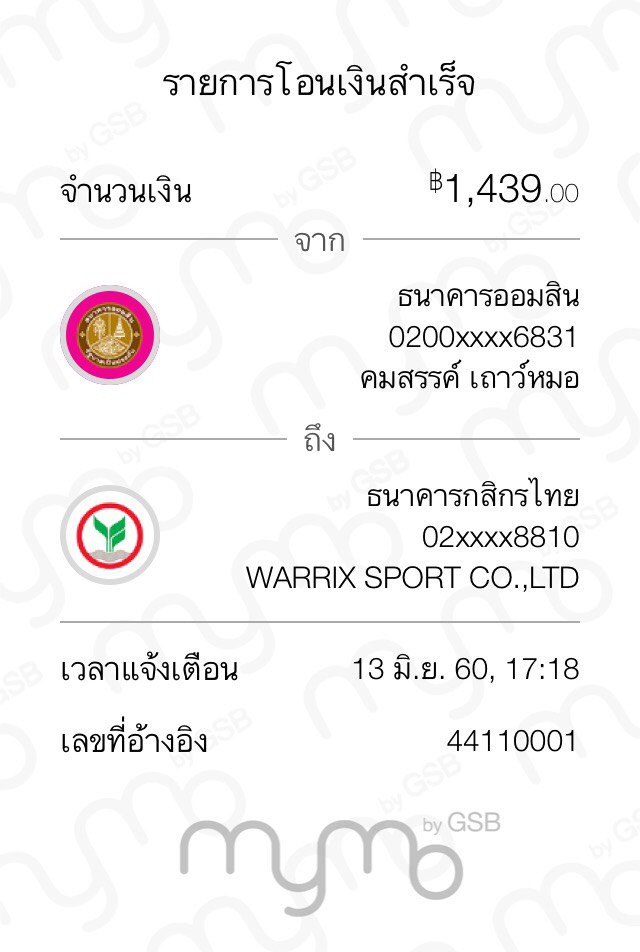 รายการโอนเงินสำเร็จ
จำนวนเงิน ฿1,439.00
จาก
ธนาคารออมสิน
0200xxxx6831
คมสรรค์ เถาว์หมอ
ถึง
ธนาคารกสิกรไทย
02xxxx8810
WARRIX SPORT CO.,LTD
เวลาแจ้งเตือน 13 มิ.ย. 60, 17:18
เลขที่อ้างอิง 44110001
mymo by GSB